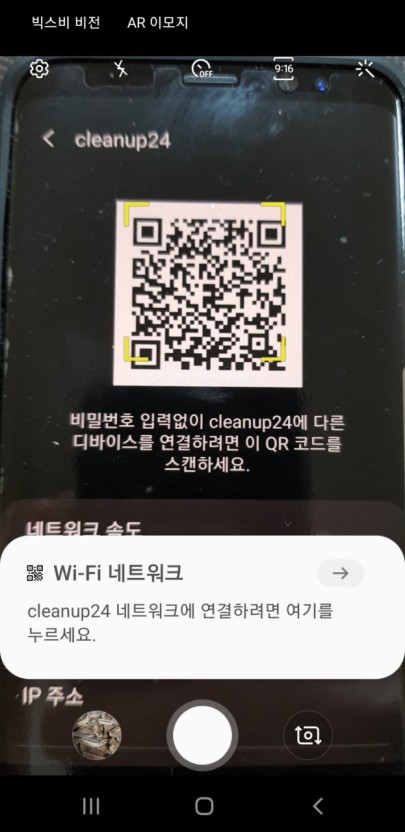 빅스비 비전 AR 이모지
OFF
9:16
cleanup24
비밀번호 입력없이 cleanup24에 다른
디바이스를 연결하려면 이 QR 코드를
스캔하세요.
네트워크 속도
Wi-Fi 네트워크
cleanup24 네트워크에 연결하려면 여기를
누르세요.
IP 주소